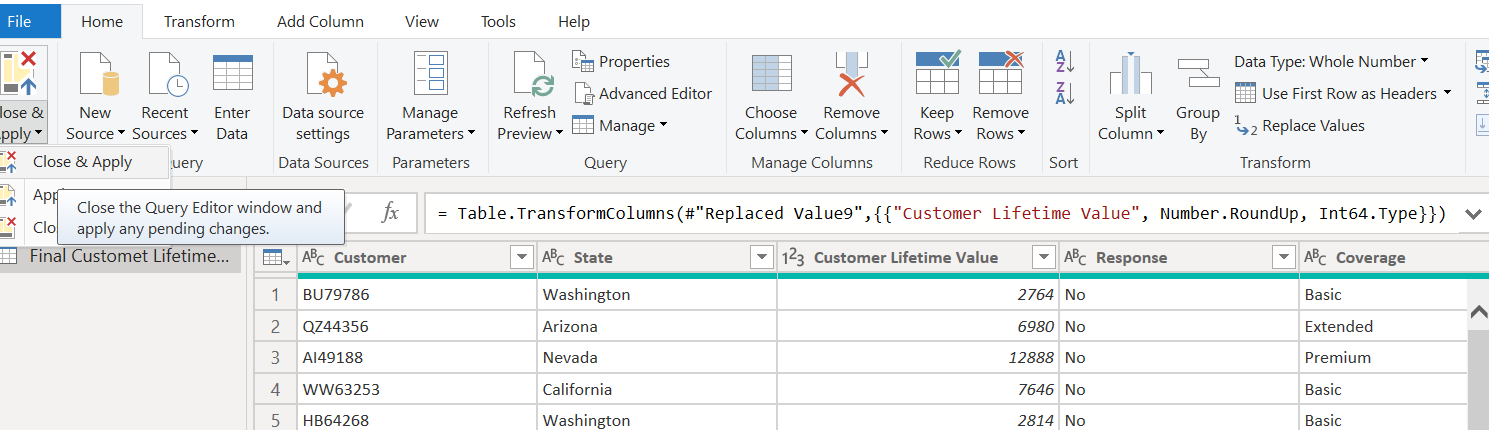 File Home Transform Add Column View Tools Help
Properties
Advanced Editor
Manage
Data Type: Whole Number
Use First Row as Headers
1 2 Replace Values
A Z
Z A
lose & pply
New Source
Recent Sources
Enter Data
Data source settings
Manage Parameters
Refresh Preview
Choose Columns
Remove Columns
Keep Rows
Remove Rows
Split Column
Group By
Close & Apply
uery Data Sources Parameters Query Manage Columns Reduce Rows Sort Transform
App
Clo
Close the Query Editor window and
apply any pending changes.
fx = Table.TransformColumns(#"Replaced Value9",{{"Customer Lifetime Value", Number.RoundUp, Int64.Type}})
Final Customet Lifetime...
ABC Customer ABC State 123 Customer Lifetime Value ABC Response ABC Coverage
1 BU79786 Washington 2764 No Basic
2 QZ44356 Arizona 6980 No Extended
3 AI49188 Nevada 12888 No Premium
4 WW63253 California 7646 No Basic
5 HB64268 Washington 2814 No Basic